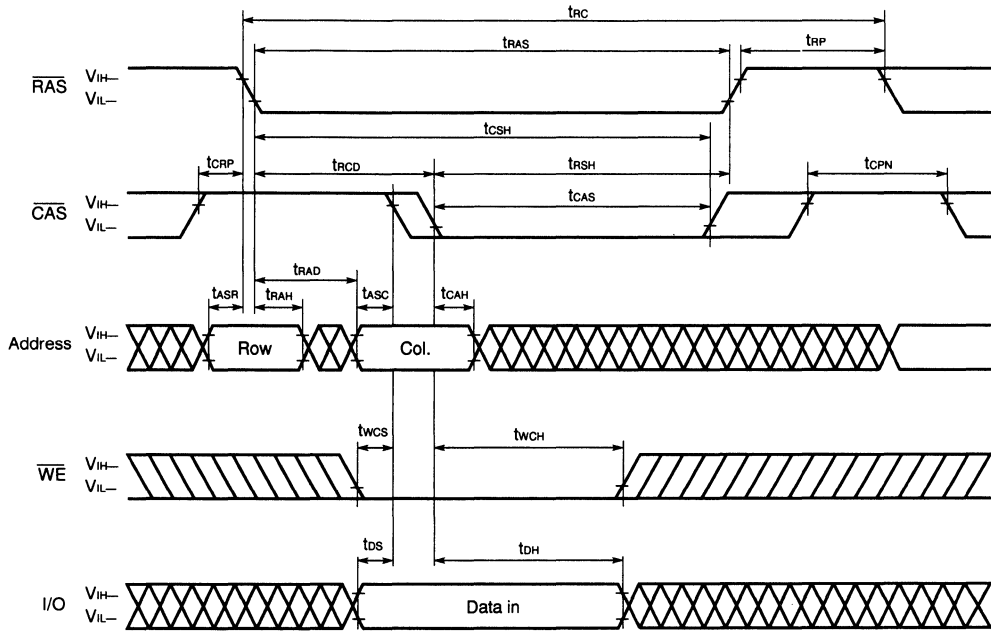 tRC
tRAS
tRP
RAS
VIH—
VIL—
tCSH
tCRP
tRCD
tRSH
tCPN
CAS
VIH—
VIL—
tCAS
tRAD
tASR
tRAH
tASC
tCAH
Address
VIH—
VIL—
Row
Col.
tWCS
tWCH
WE
VIH—
VIL—
tDS
tDH
I/O
VIH—
VIL—
Data in